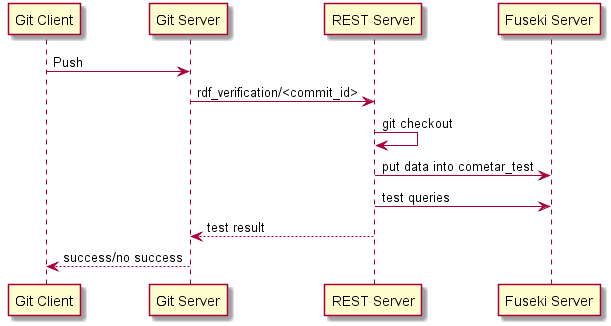 Git Client
Git Server
REST Server
Fuseki Server
Push
rdf_verification/<commit_id>
git checkout
put data into cometar_test
test queries
test result
success/no success
Git Client
Git Server
REST Server
Fuseki Server